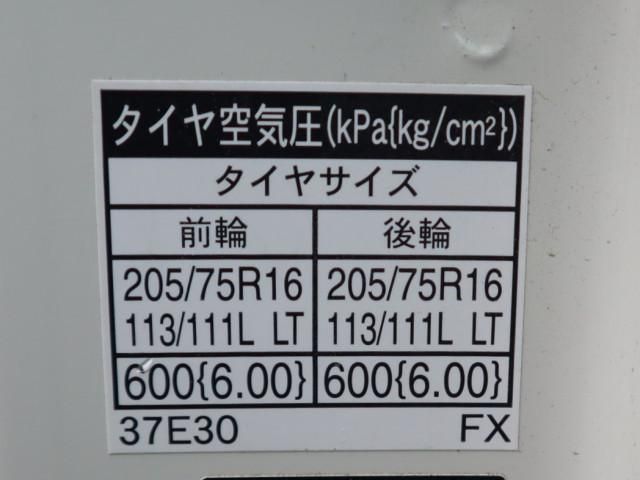 タイヤ空気圧(kPa{kg/cm²})
タイヤサイズ
前輪 後輪
205/75R16 205/75R16
113/111L LT 113/111L LT
600{6.00} 600{6.00}
37E30 FX